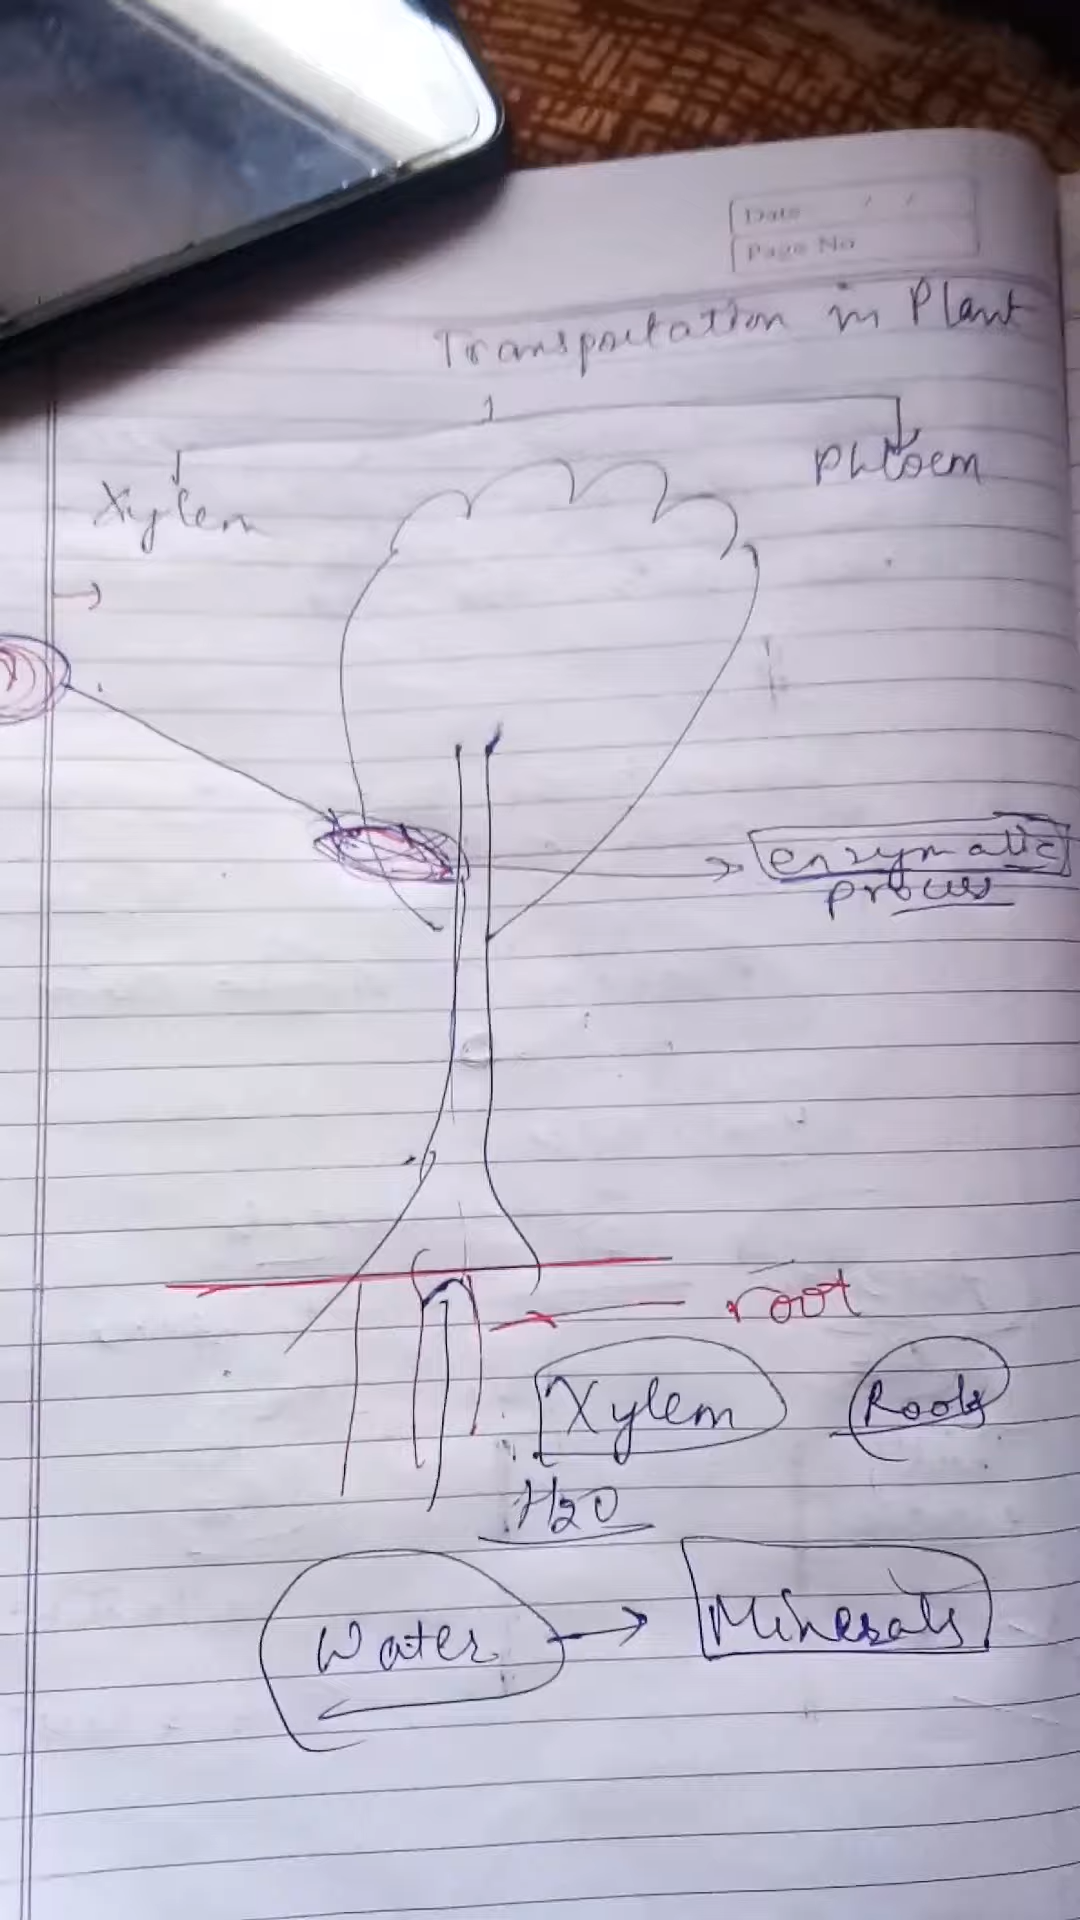 Date / /
Page No
Transportation in Plant
Xylem
Phloem
enzymatic
process
root
Xylem
Roots
H2O
Water
Minerals